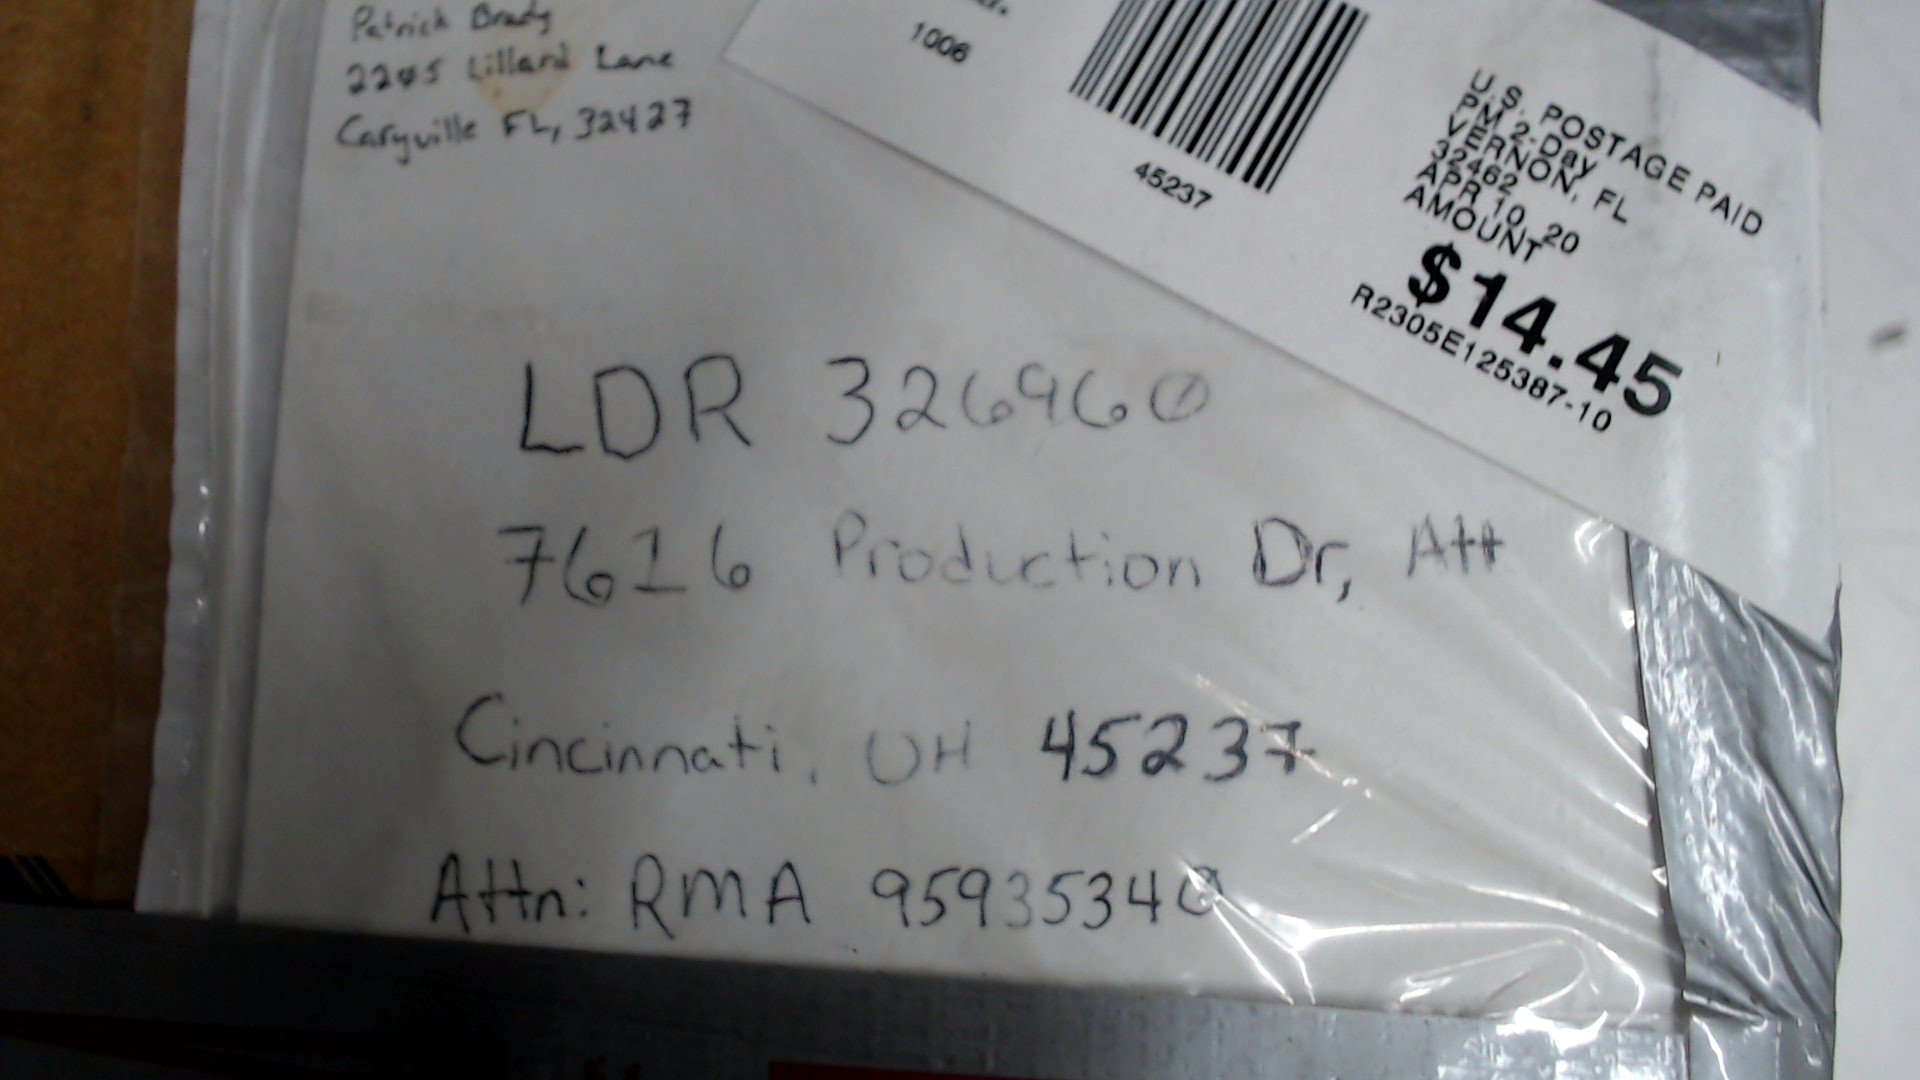 Patrick Brady
2205 Lillard Lane
Caryville FL, 32427
1006
45237
U.S. POSTAGE PAID
PM 2-Day
VERNON, FL
32462
APR 10, 20
AMOUNT
$14.45
R2305E125387-10
LDR 3269600
7616 Production Dr, Att
Cincinnati, OH 45237
Attn: RMA 95935340